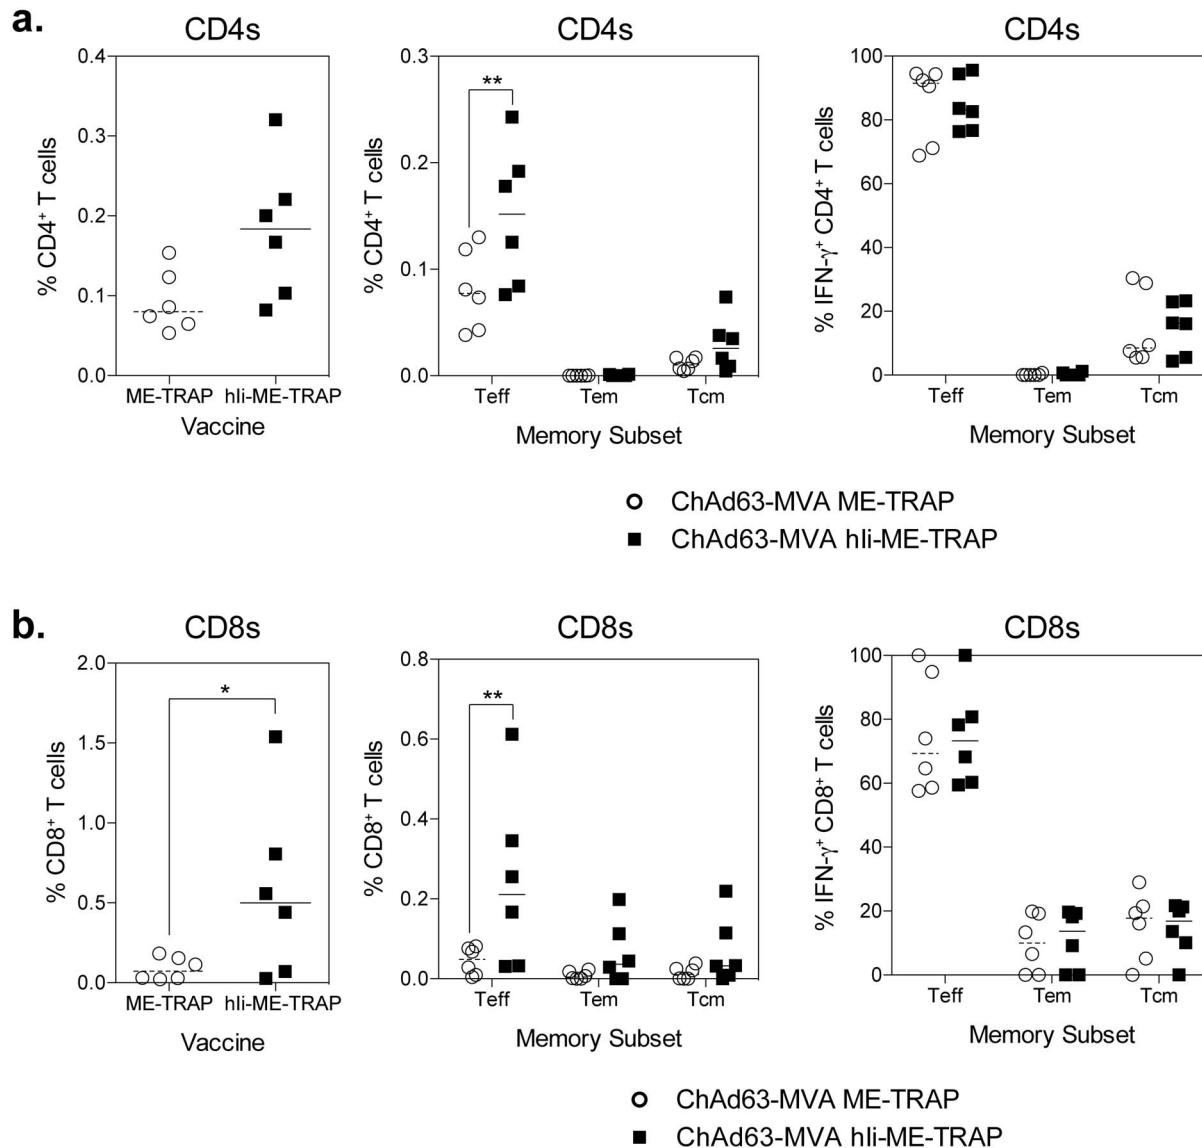 a.
CD4s
CD4s
CD4s
% CD4⁺ T cells
0.4
0.3
0.2
0.1
0.0
ME-TRAP hli-ME-TRAP
Vaccine
% CD4⁺ T cells
0.3
0.2
0.1
0.0
**
Teff Tem Tcm
Memory Subset
% IFN-γ⁺ CD4⁺ T cells
100
80
60
40
20
0
Teff Tem Tcm
Memory Subset
ChAd63-MVA ME-TRAP
ChAd63-MVA hli-ME-TRAP
b.
CD8s
CD8s
CD8s
% CD8⁺ T cells
2.0
1.5
1.0
0.5
0.0
*
ME-TRAP hli-ME-TRAP
Vaccine
% CD8⁺ T cells
0.8
0.6
0.4
0.2
0.0
**
Teff Tem Tcm
Memory Subset
% IFN-γ⁺ CD8⁺ T cells
100
80
60
40
20
0
Teff Tem Tcm
Memory Subset
ChAd63-MVA ME-TRAP
ChAd63-MVA hli-ME-TRAP